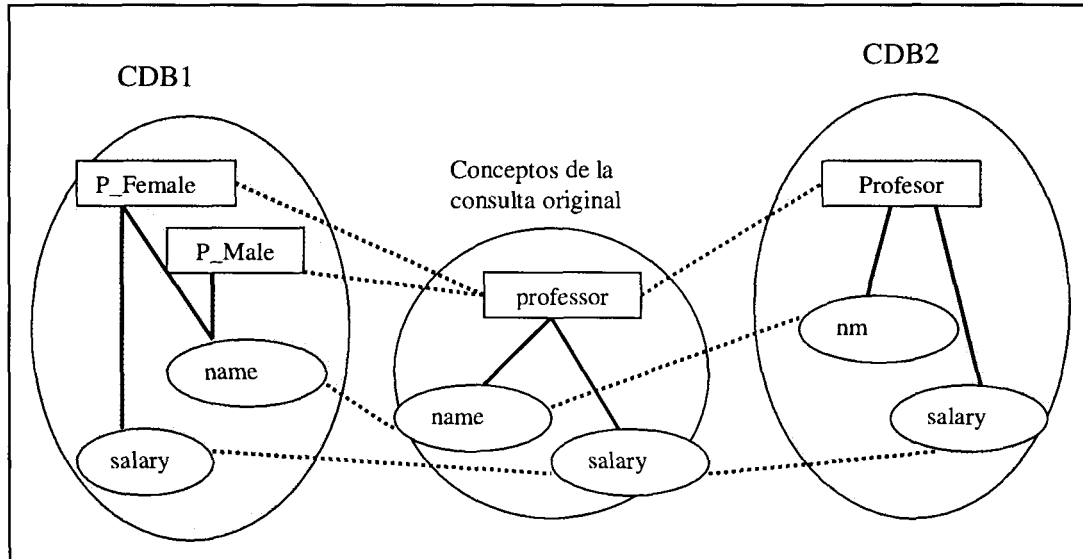 CDB1
CDB2
P_Female
Conceptos de la
consulta original
Profesor
P_Male
professor
nm
name
name
salary
salary
salary